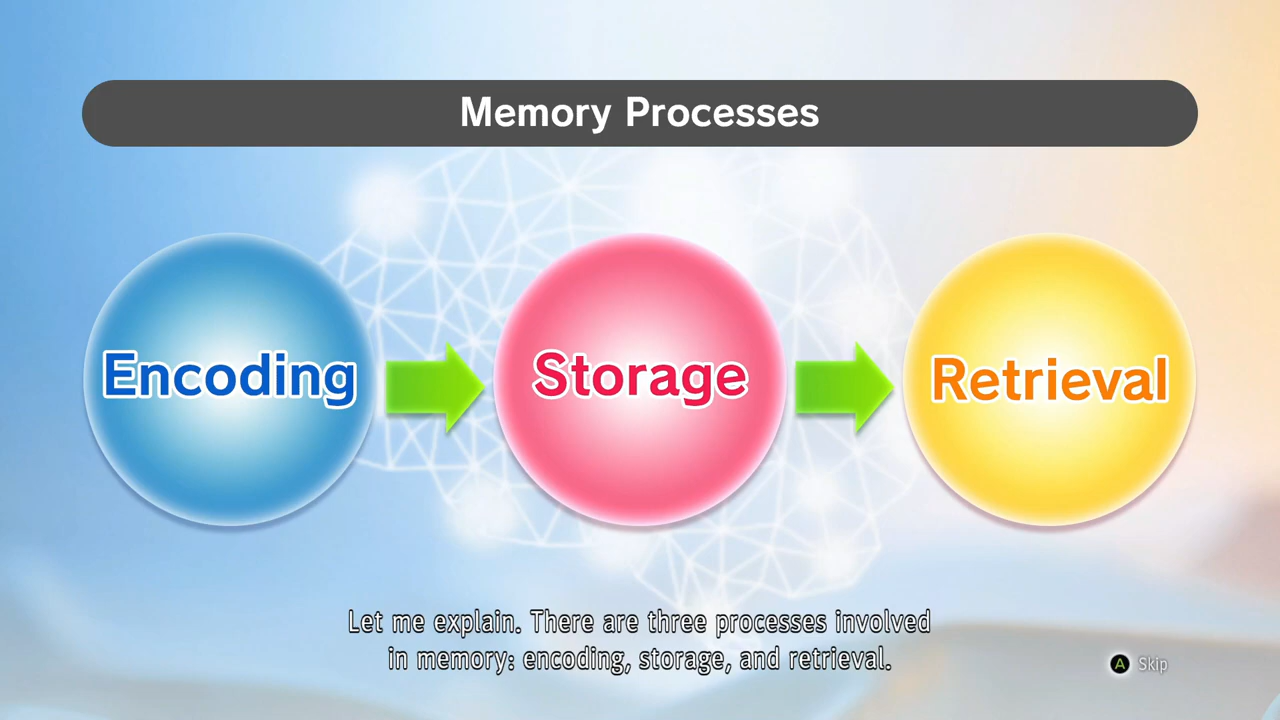 Memory Processes
Encoding
Storage
Retrieval
Let me explain. There are three processes involved
in memory: encoding, storage, and retrieval.
A Skip